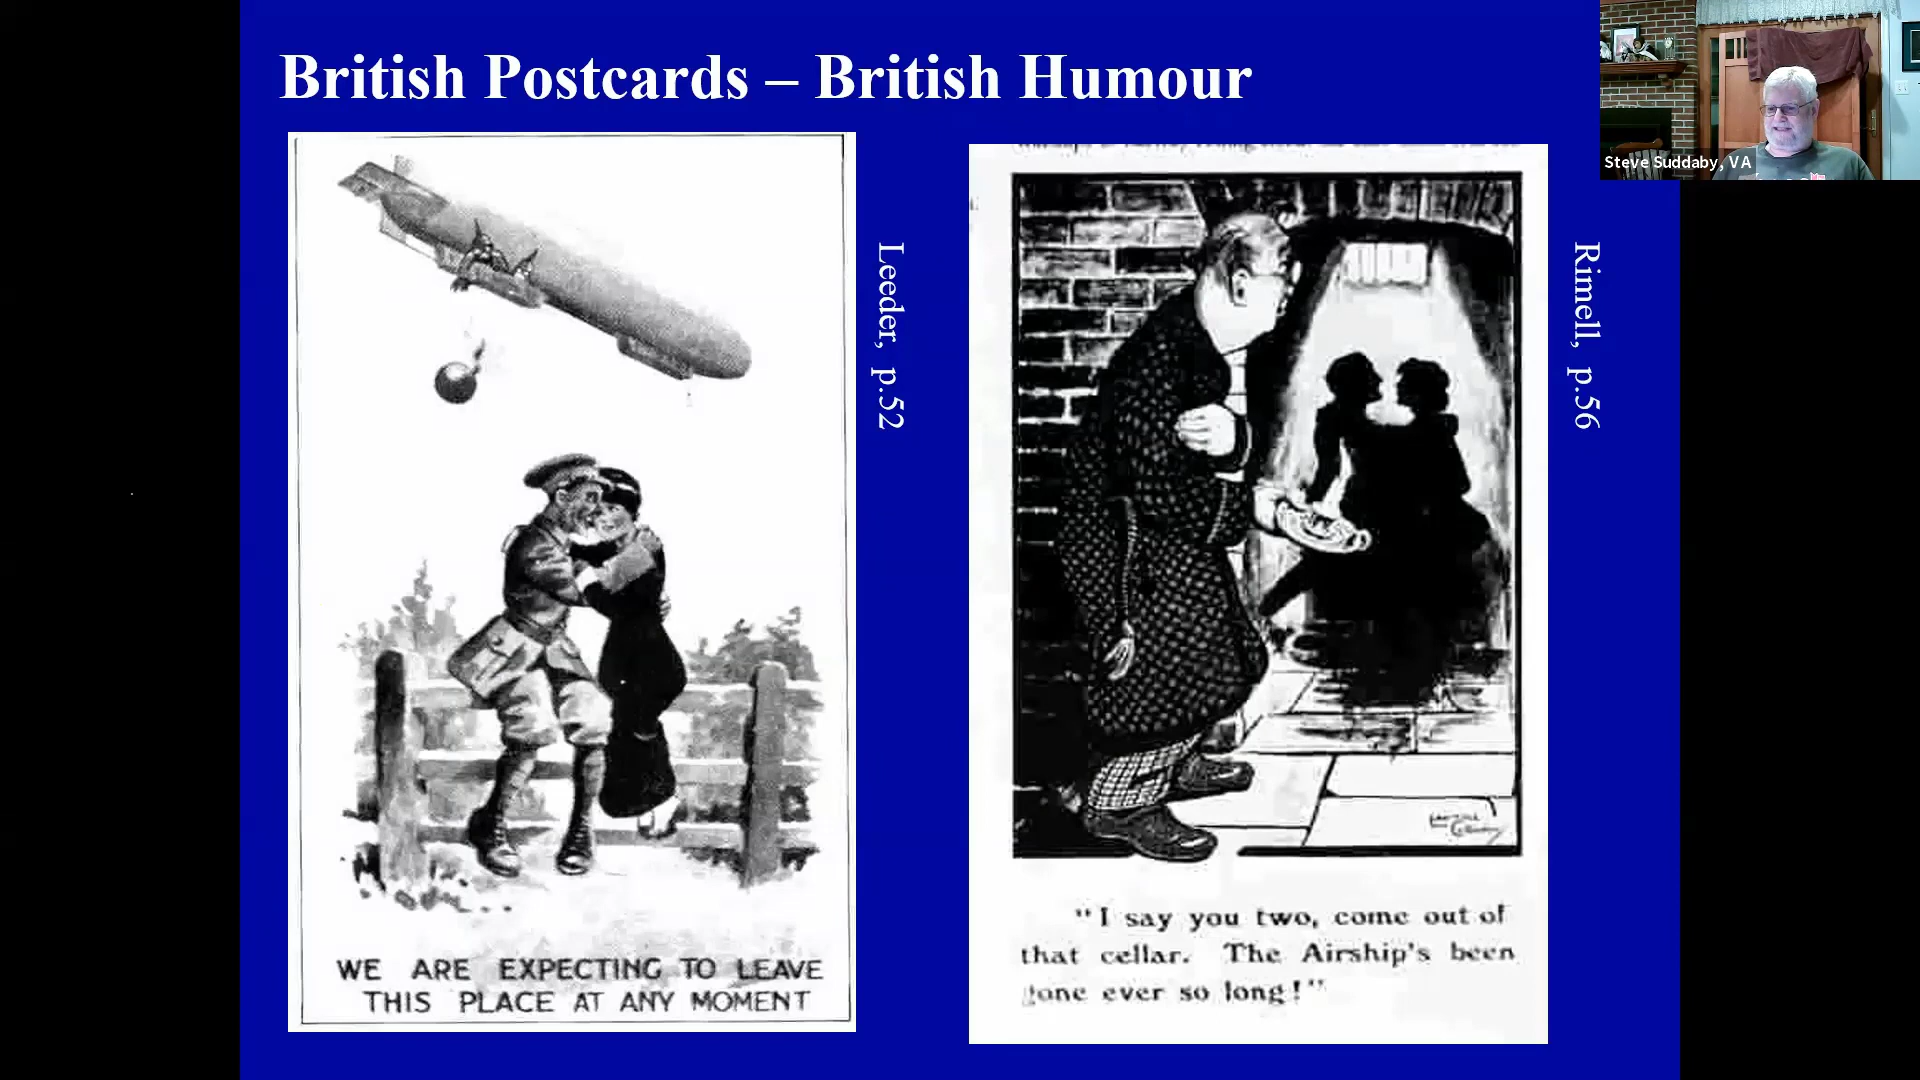 British Postcards – British Humour
Steve Suddaby, VA
Leeder, p.52
WE ARE EXPECTING TO LEAVE
THIS PLACE AT ANY MOMENT
Rimell, p.56
"I say you two, come out of
that cellar. The Airship's been
gone ever so long!"